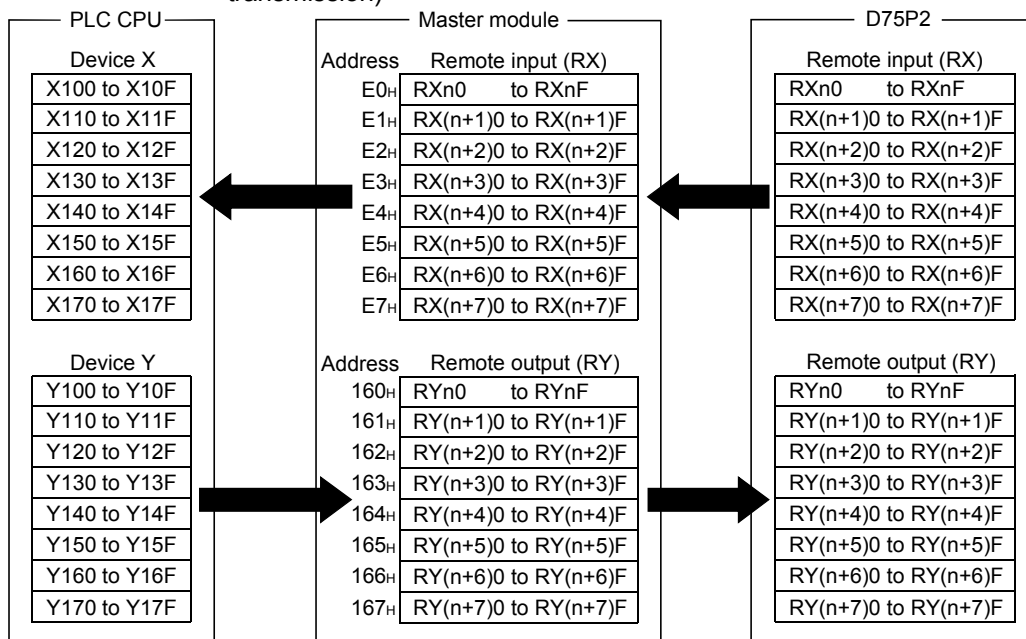 transmission)
PLC CPU Master module D75P2
Device X Address Remote input (RX) Remote input (RX)
X100 to X10F E0H RXn0 to RXnF RXn0 to RXnF
X110 to X11F E1H RX(n+1)0 to RX(n+1)F RX(n+1)0 to RX(n+1)F
X120 to X12F E2H RX(n+2)0 to RX(n+2)F RX(n+2)0 to RX(n+2)F
X130 to X13F E3H RX(n+3)0 to RX(n+3)F RX(n+3)0 to RX(n+3)F
X140 to X14F E4H RX(n+4)0 to RX(n+4)F RX(n+4)0 to RX(n+4)F
X150 to X15F E5H RX(n+5)0 to RX(n+5)F RX(n+5)0 to RX(n+5)F
X160 to X16F E6H RX(n+6)0 to RX(n+6)F RX(n+6)0 to RX(n+6)F
X170 to X17F E7H RX(n+7)0 to RX(n+7)F RX(n+7)0 to RX(n+7)F
Device Y Address Remote output (RY) Remote output (RY)
Y100 to Y10F 160H RYn0 to RYnF RYn0 to RYnF
Y110 to Y11F 161H RY(n+1)0 to RY(n+1)F RY(n+1)0 to RY(n+1)F
Y120 to Y12F 162H RY(n+2)0 to RY(n+2)F RY(n+2)0 to RY(n+2)F
Y130 to Y13F 163H RY(n+3)0 to RY(n+3)F RY(n+3)0 to RY(n+3)F
Y140 to Y14F 164H RY(n+4)0 to RY(n+4)F RY(n+4)0 to RY(n+4)F
Y150 to Y15F 165H RY(n+5)0 to RY(n+5)F RY(n+5)0 to RY(n+5)F
Y160 to Y16F 166H RY(n+6)0 to RY(n+6)F RY(n+6)0 to RY(n+6)F
Y170 to Y17F 167H RY(n+7)0 to RY(n+7)F RY(n+7)0 to RY(n+7)F